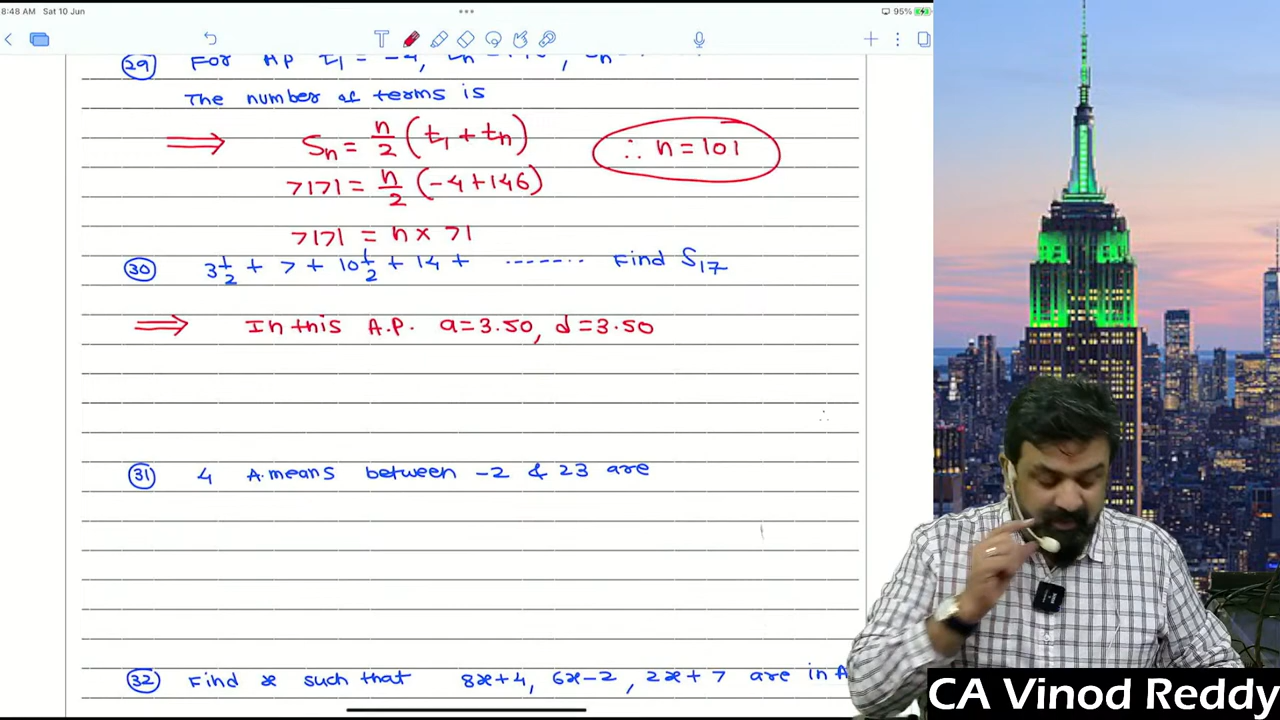 8:48 AM Sat 10 Jun
95%
(29) For AP t₁ = -4,
The number of terms is
⇒ Sn = n/2 (t₁ + tn)
∴ n = 101
7171 = n/2 (-4+146)
7171 = n × 71
(30) 3½ + 7 + 10½ + 14 + ........ Find S₁₇
⇒ In this A.P. a=3.50, d=3.50
(31) 4 A.means between -2 & 23 are
(32) Find x such that 8x+4, 6x-2, 2x+7 are in A
CA Vinod Reddy